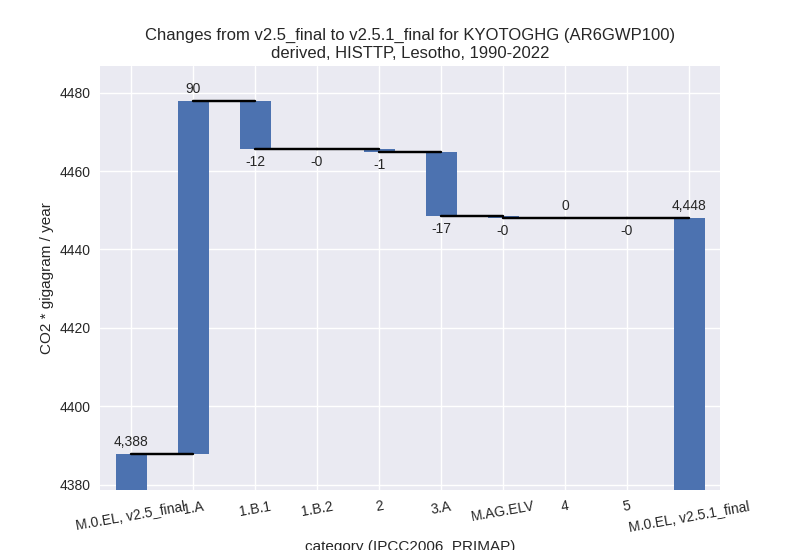 Changes from v2.5_final to v2.5.1_final for KYOTOGHG (AR6GWP100)
derived, HISTTP, Lesotho, 1990-2022
CO2 * gigagram / year
4480
4460
4440
4420
4400
4380
4,388
90
-12
-0
-1
-17
-0
0
-0
4,448
M.0.EL, v2.5_final
1.A
1.B.1
1.B.2
2
3.A
M.AG.ELV
4
5
M.0.EL, v2.5.1_final
category (IPCC2006_PRIMAP)